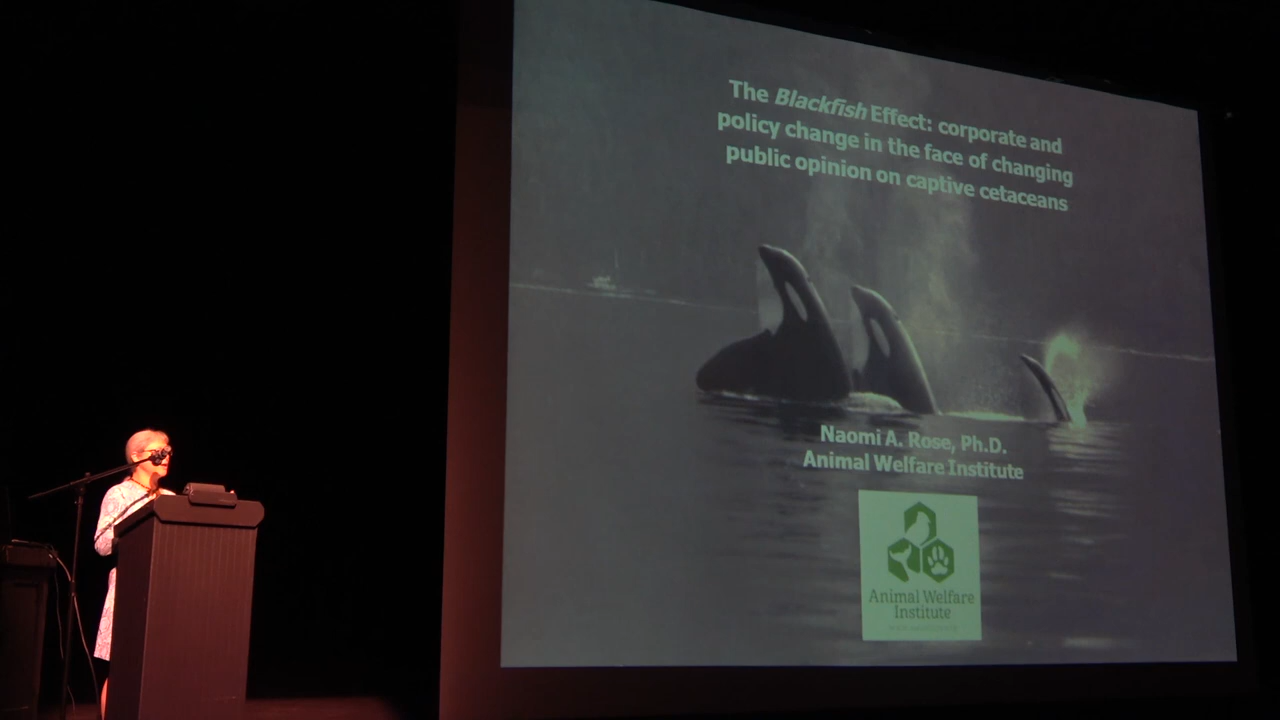 The Blackfish Effect: corporate and
policy change in the face of changing
public opinion on captive cetaceans
Naomi A. Rose, Ph.D.
Animal Welfare Institute
Animal Welfare
Institute